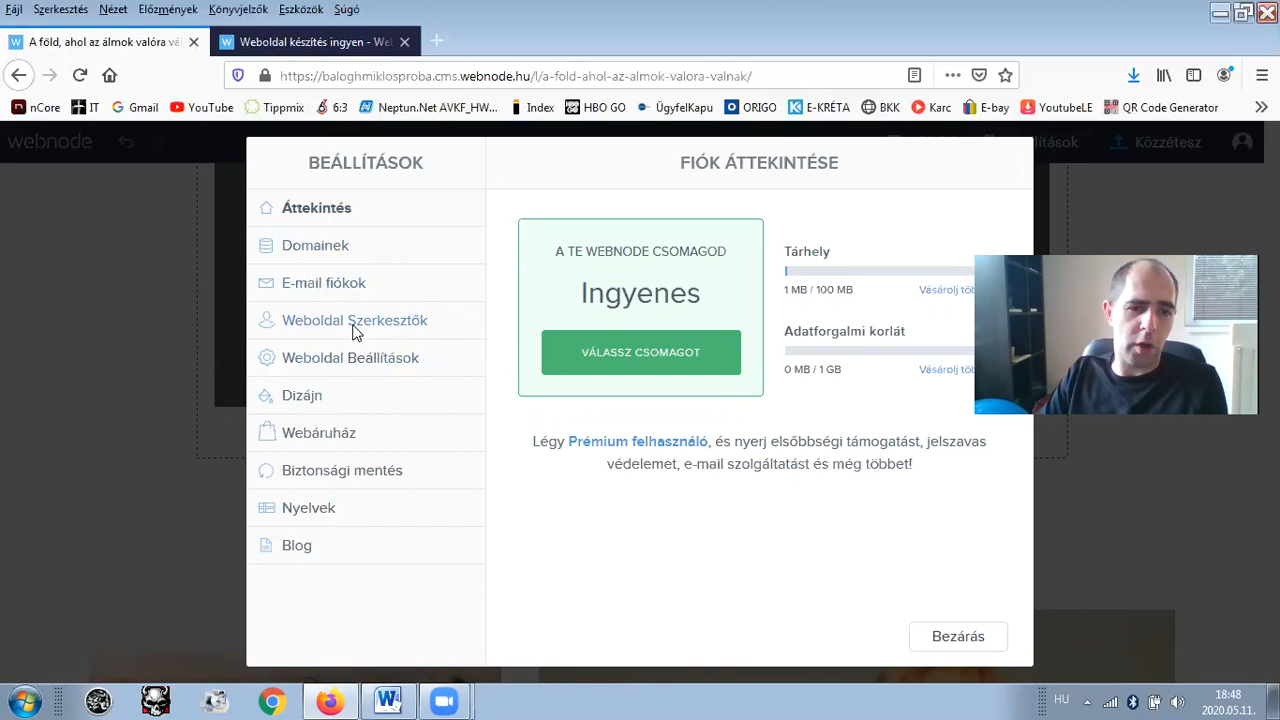 Fájl Szerkesztés Nézet Előzmények Könyvjelzők Eszközök Súgó
A föld, ahol az álmok valóra vál
Weboldal készítés ingyen - We
https://baloghmiklosproba.cms.webnode.hu/l/a-fold-ahol-az-almok-valora-valnak/
nCore IT Gmail YouTube Tippmix 6:3 Neptun.Net AVKF_HW... Index HBO GO ÜgyfelKapu ORIGO E-KRÉTA BKK Karc E-bay YoutubeLE QR Code Generator
webnode
Közzététel
BEÁLLÍTÁSOK
Áttekintés
Domainek
E-mail fiókok
Weboldal Szerkesztők
Weboldal Beállítások
Dizájn
Webáruház
Biztonsági mentés
Nyelvek
Blog
FIÓK ÁTTEKINTÉSE
A TE WEBNODE CSOMAGOD
Ingyenes
VÁLASSZ CSOMAGOT
Tárhely
1 MB / 100 MB Vásárolj
Adatforgalmi korlát
0 MB / 1 GB Vásárolj
Légy Prémium felhasználó, és nyerj elsőbbségi támogatást, jelszavas
védelemet, e-mail szolgáltatást és még többet!
Bezárás
HU
18:48
2020.05.11.